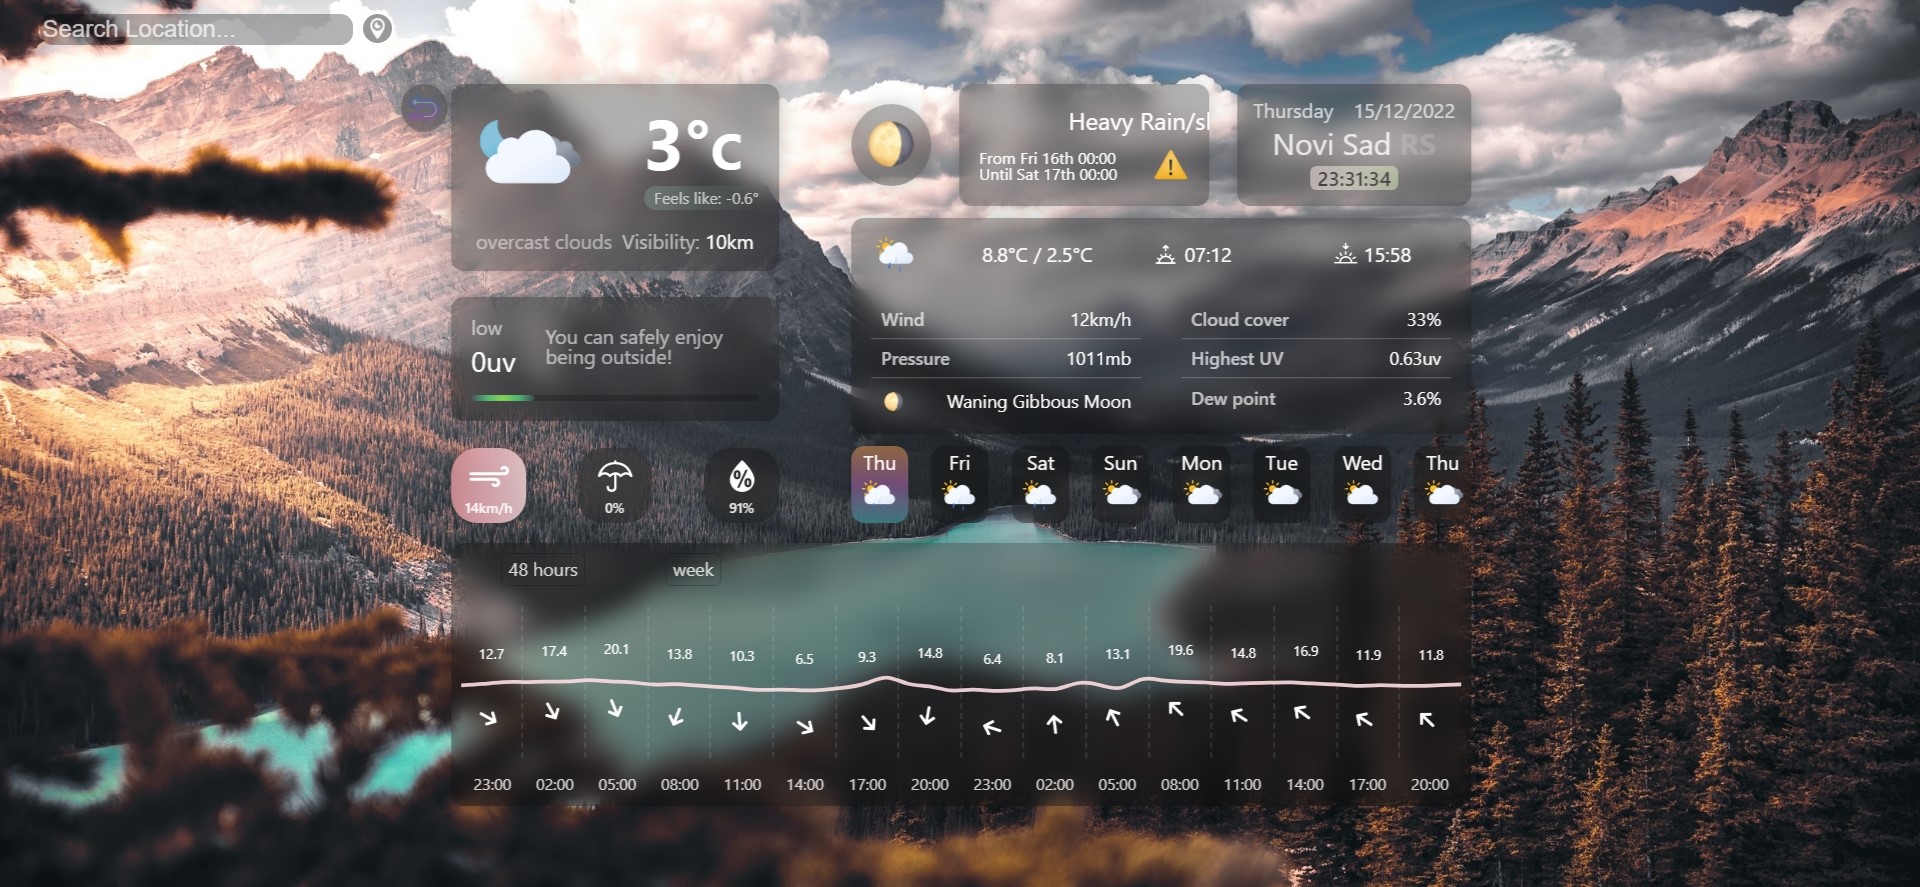 Search Location...
3°c
Feels like: -0.6°
overcast clouds Visibility: 10km
Heavy Rain/
From Fri 16th 00:00
Until Sat 17th 00:00
Thursday 15/12/2022
Novi Sad RS
23:31:34
8.8°C / 2.5°C 07:12 15:58
Wind 12km/h
Pressure 1011mb
Waning Gibbous Moon
Cloud cover 33%
Highest UV 0.63uv
Dew point 3.6%
low
0uv
You can safely enjoy
being outside!
14km/h 0% 91%
%
Thu Fri Sat Sun Mon Tue Wed Thu
48 hours week
12.7 17.4 20.1 13.8 10.3 6.5 9.3 14.8 6.4 8.1 13.1 19.6 14.8 16.9 11.9 11.8
23:00 02:00 05:00 08:00 11:00 14:00 17:00 20:00 23:00 02:00 05:00 08:00 11:00 14:00 17:00 20:00